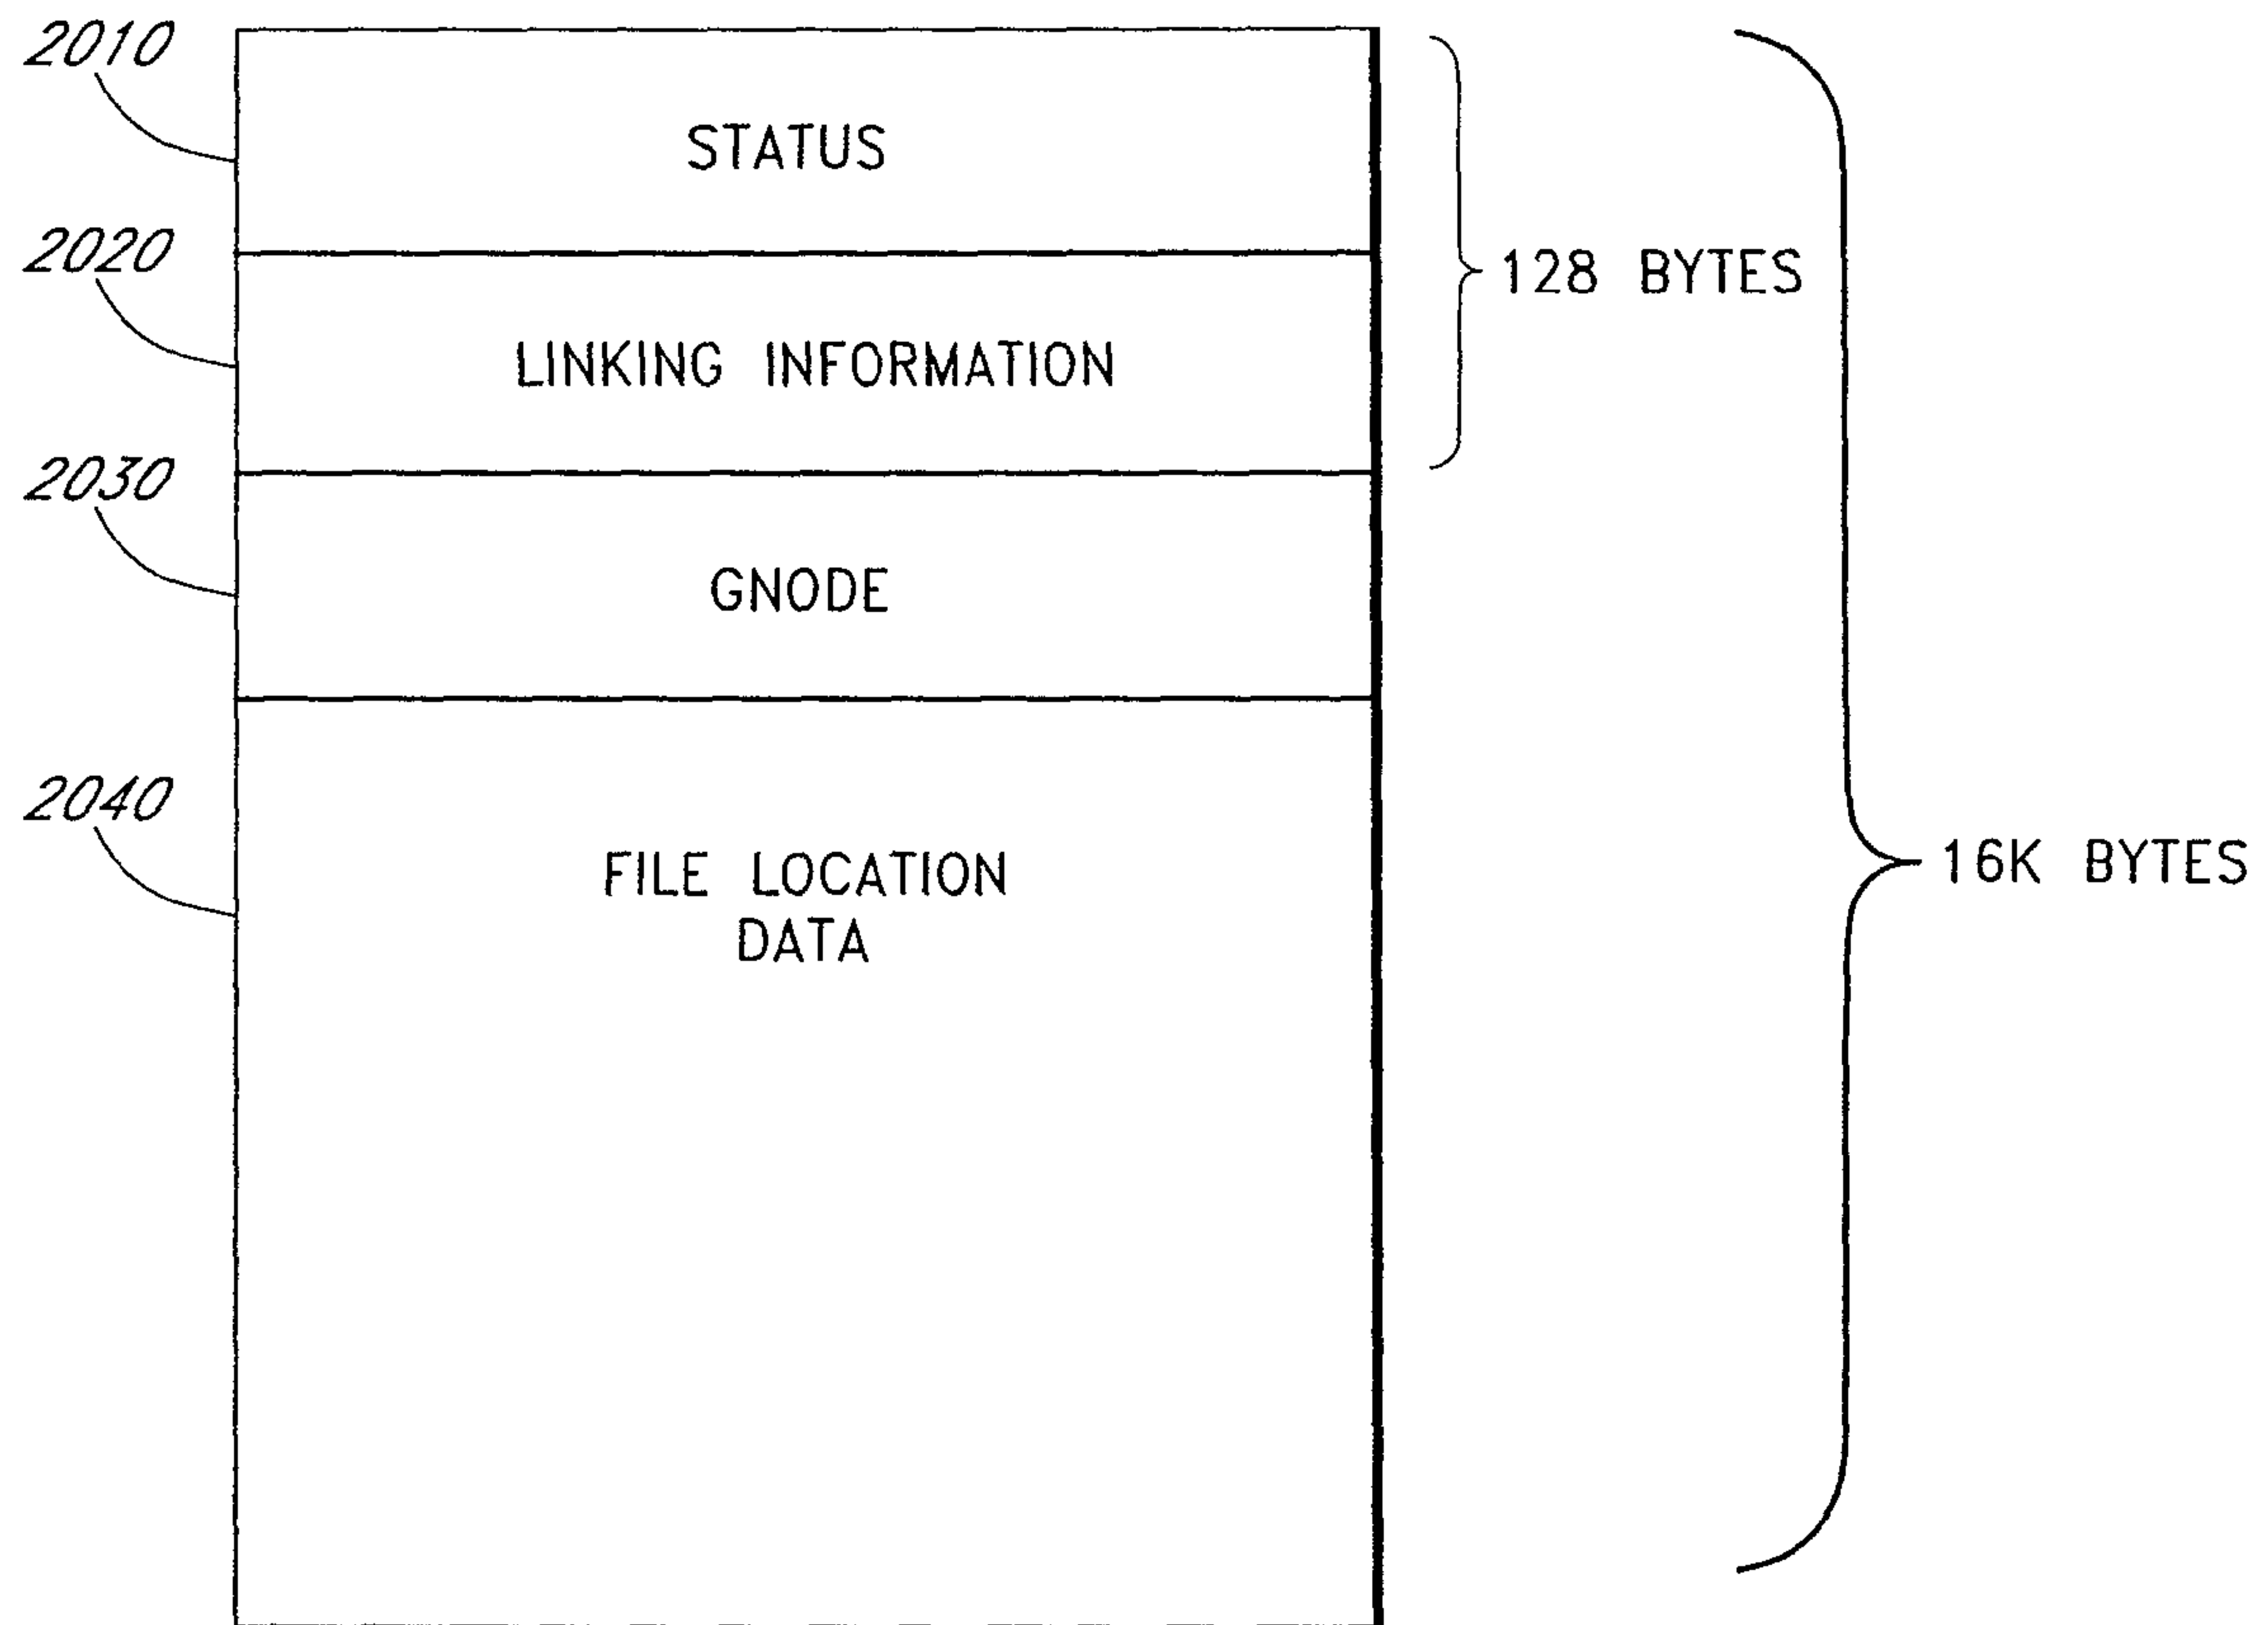 2010
STATUS
2020
128 BYTES
LINKING INFORMATION
2030
GNODE
2040
FILE LOCATION
DATA
16K BYTES